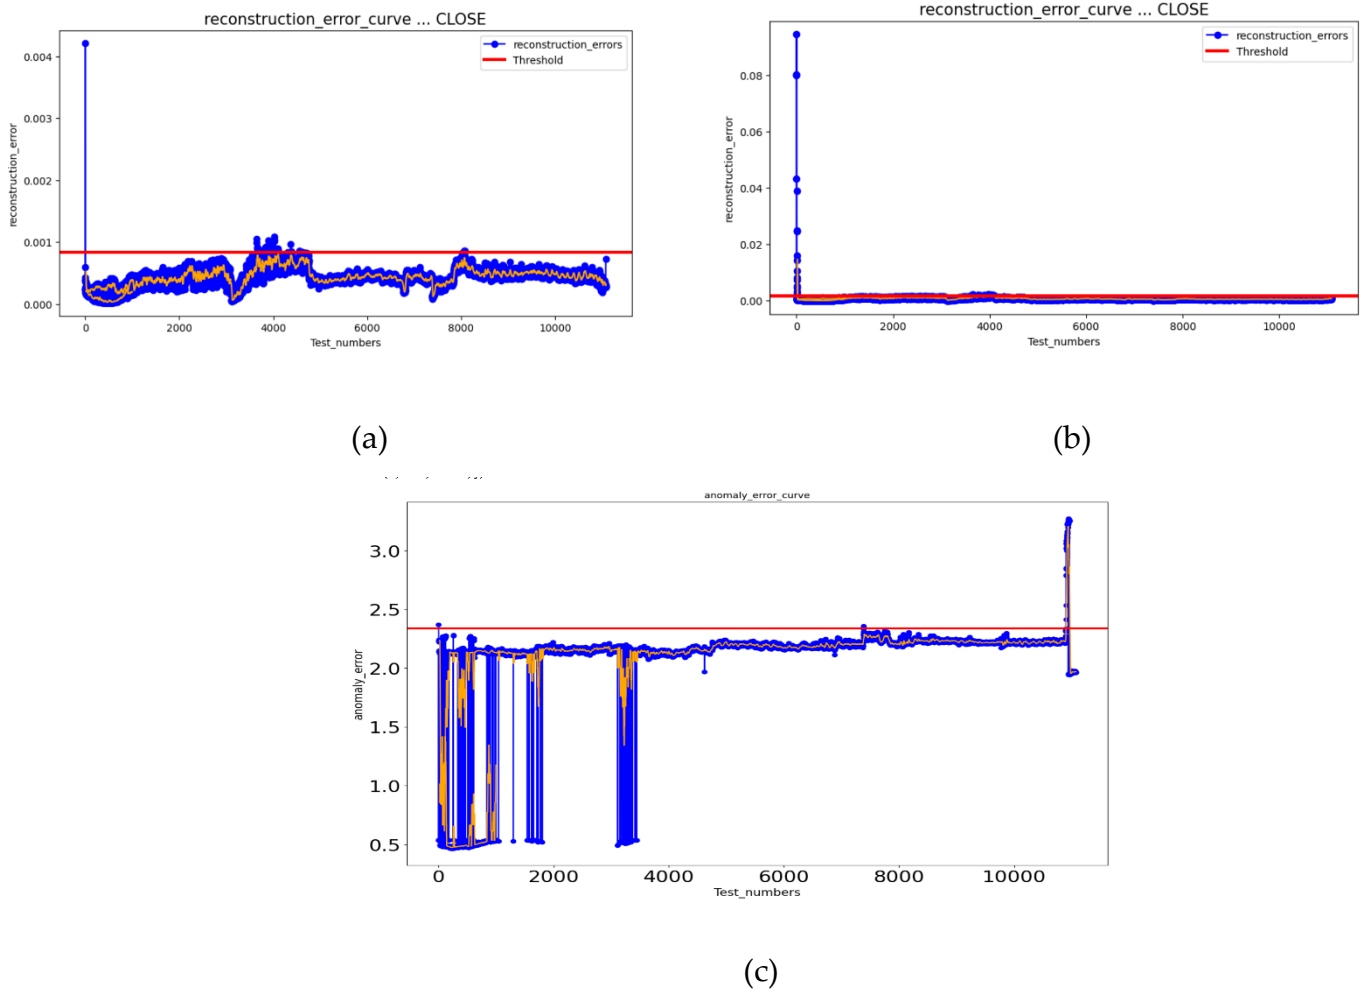 reconstruction_error_curve ... CLOSE
reconstruction_errors
Threshold
reconstruction_error
0.004
0.003
0.002
0.001
0.000
0 2000 4000 6000 8000 10000
Test_numbers
(a)
reconstruction_error_curve ... CLOSE
reconstruction_errors
Threshold
reconstruction_error
0.08
0.06
0.04
0.02
0.00
0 2000 4000 6000 8000 10000
Test_numbers
(b)
anomaly_error_curve
anomaly_error
3.0
2.5
2.0
1.5
1.0
0.5
0 2000 4000 6000 8000 10000
Test_numbers
(c)